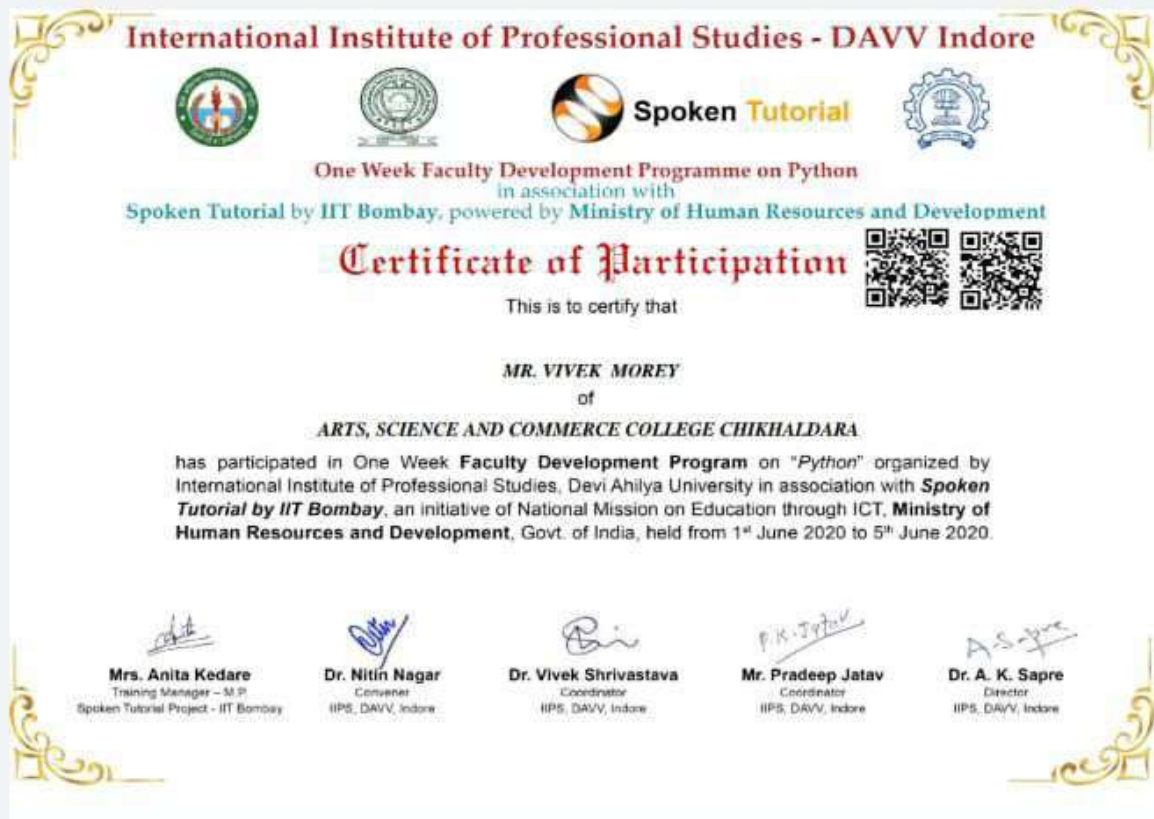 International Institute of Professional Studies - DAVV Indore
Spoken Tutorial
One Week Faculty Development Programme on Python
in association with
Spoken Tutorial by IIT Bombay, powered by Ministry of Human Resources and Development
Certificate of Participation
This is to certify that
MR. VIVEK MOREY
of
ARTS, SCIENCE AND COMMERCE COLLEGE CHIKHALDARA
has participated in One Week Faculty Development Program on "Python" organized by
International Institute of Professional Studies, Devi Ahilya University in association with Spoken
Tutorial by IIT Bombay, an initiative of National Mission on Education through ICT, Ministry of
Human Resources and Development, Govt. of India, held from 1st June 2020 to 5th June 2020.
Nitin P.K. Jatav A Sapre
Mrs. Anita Kedare Dr. Nitin Nagar Dr. Vivek Shrivastava Mr. Pradeep Jatav Dr. A. K. Sapre
Training Manager – M.P. Convener Coordinator Coordinator Director
Spoken Tutorial Project - IIT Bombay IIPS, DAVV, Indore IIPS, DAVV, Indore IIPS, DAVV, Indore IIPS, DAVV, Indore